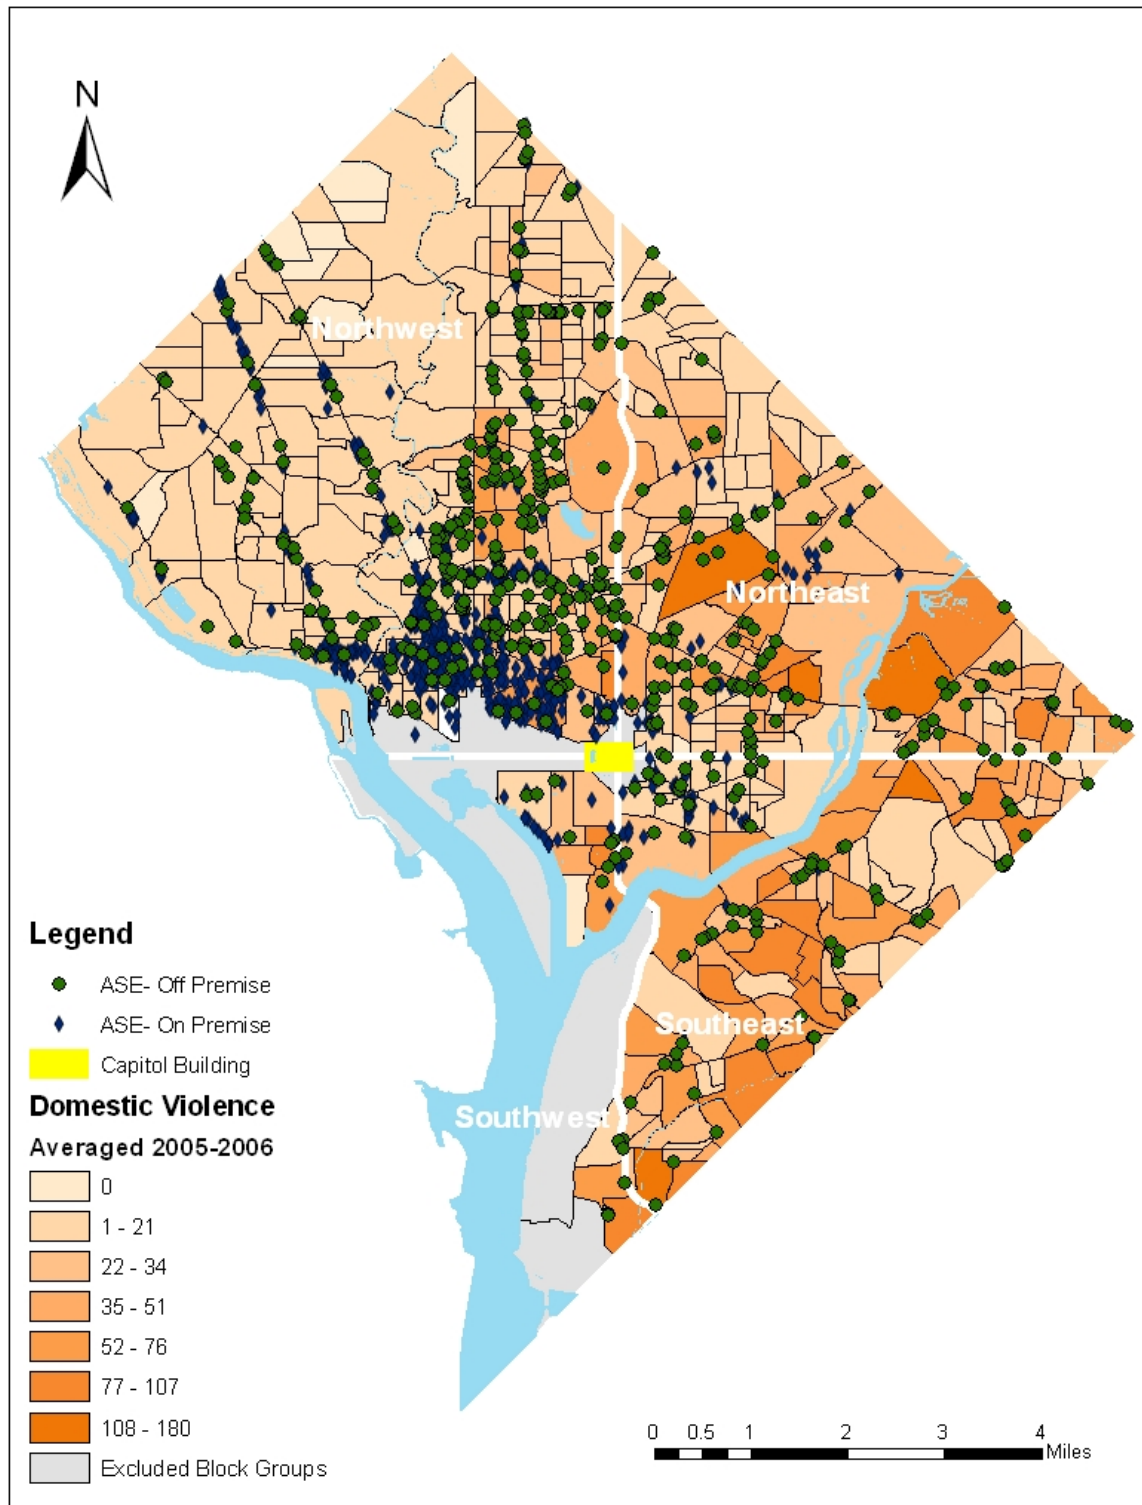 N
Northwest
Northeast
Southeast
Southwest
Legend
ASE- Off Premise
ASE- On Premise
Capitol Building
Domestic Violence
Averaged 2005-2006
0
1 - 21
22 - 34
35 - 51
52 - 76
77 - 107
108 - 180
Excluded Block Groups
0 0.5 1 2 3 4
Miles